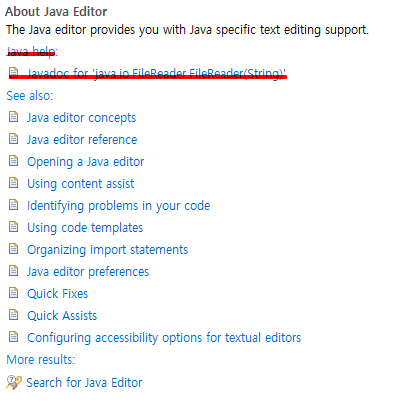 About Java Editor
The Java editor provides you with Java specific text editing support.
Java help:
Javadoc for 'java.io.FileReader.FileReader(String)'
See also:
Java editor concepts
Java editor reference
Opening a Java editor
Using content assist
Identifying problems in your code
Using code templates
Organizing import statements
Java editor preferences
Quick Fixes
Quick Assists
Configuring accessibility options for textual editors
More results:
Search for Java Editor